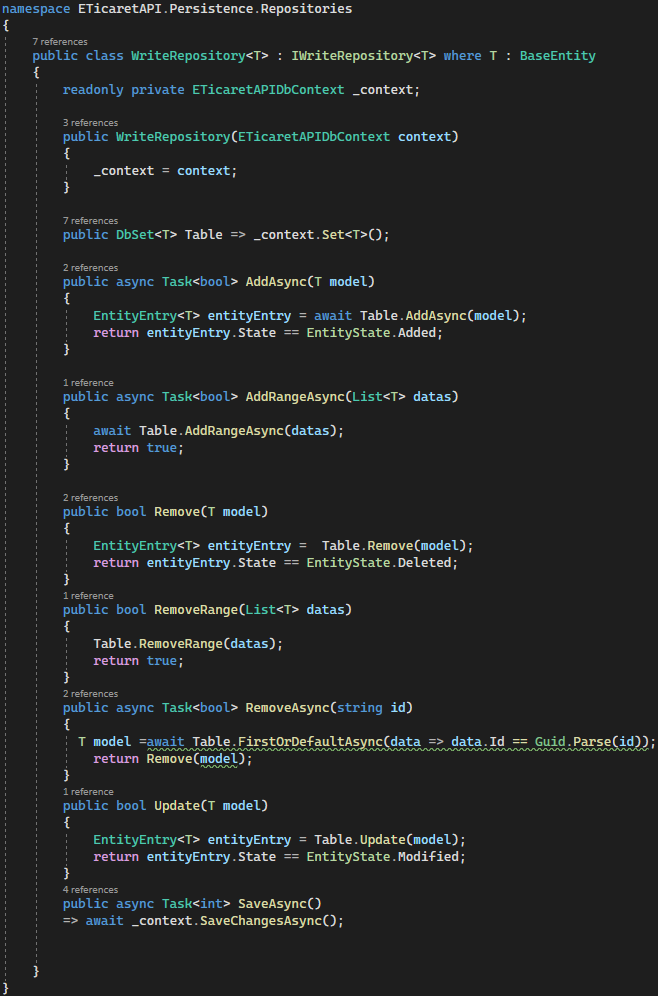 namespace ETicaretAPI.Persistence.Repositories
{
7 references
public class WriteRepository<T> : IWriteRepository<T> where T : BaseEntity
{
readonly private ETicaretAPIDbContext _context;
3 references
public WriteRepository(ETicaretAPIDbContext context)
{
_context = context;
}
7 references
public DbSet<T> Table => _context.Set<T>();
2 references
public async Task<bool> AddAsync(T model)
{
EntityEntry<T> entityEntry = await Table.AddAsync(model);
return entityEntry.State == EntityState.Added;
}
1 reference
public async Task<bool> AddRangeAsync(List<T> datas)
{
await Table.AddRangeAsync(datas);
return true;
}
2 references
public bool Remove(T model)
{
EntityEntry<T> entityEntry =  Table.Remove(model);
return entityEntry.State == EntityState.Deleted;
}
1 reference
public bool RemoveRange(List<T> datas)
{
Table.RemoveRange(datas);
return true;
}
2 references
public async Task<bool> RemoveAsync(string id)
{
T model =await Table.FirstOrDefaultAsync(data => data.Id == Guid.Parse(id));
return Remove(model);
}
1 reference
public bool Update(T model)
{
EntityEntry<T> entityEntry = Table.Update(model);
return entityEntry.State == EntityState.Modified;
}
4 references
public async Task<int> SaveAsync()
=> await _context.SaveChangesAsync();
}
}